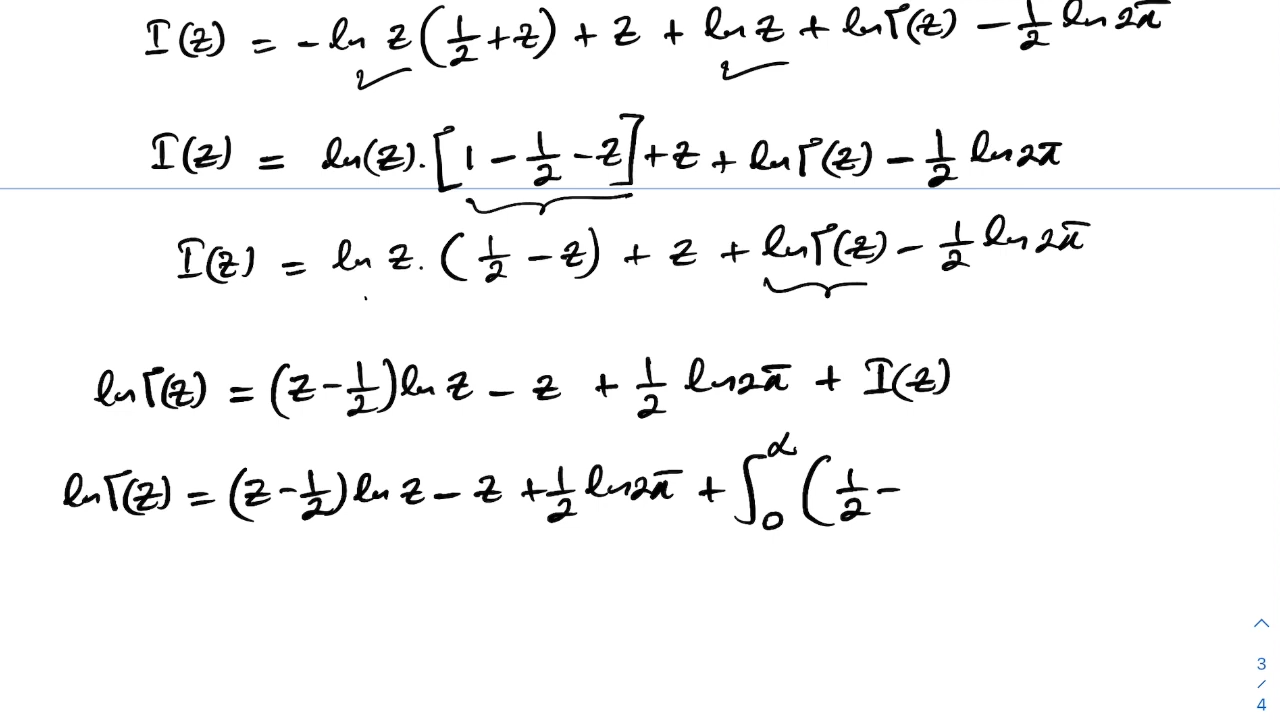 I(z) = -ln z (1/2 + z) + z + ln z + ln Γ(z) - 1/2 ln 2π
I(z) = ln(z). [1 - 1/2 - z] + z + ln Γ(z) - 1/2 ln 2π
I(z) = ln z. (1/2 - z) + z + ln Γ(z) - 1/2 ln 2π
ln Γ(z) = (z - 1/2) ln z - z + 1/2 ln 2π + I(z)
ln Γ(z) = (z - 1/2) ln z - z + 1/2 ln 2π + ∫₀^∞ (1/2 -
3
/
4